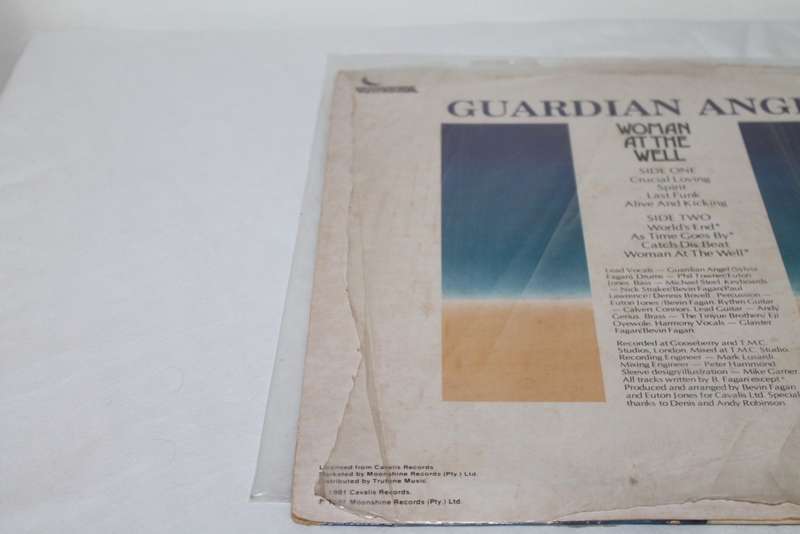 GUARDIAN ANGE
WOMAN
AT THE
WELL
SIDE ONE
Crucial Loving
Spirit
Last Funk
Alive And Kicking
SIDE TWO
World's End*
As Time Goes By*
Catch Dis Beat
Woman At The Well*
Lead Vocals — Guardian Angel (Sylvia
Fagan). Drums — Phil Towner/Euton
Jones. Bass — Michael Steel. Keyboards
— Nick Straker/Bevin Fagan/Paul
Lawrence/ Dennis Bovell. Percussion —
Euton Jones /Bevin Fagan. Rythm Guitar
— Calvert Connors. Lead Guitar — Andy
Genus. Brass — The Tinyue Brothers/ Eji
Oyewole. Harmony Vocals — Glaister
Fagan/Bevin Fagan.
Recorded at Gooseberry and T.M.C.
Studios, London. Mixed at T.M.C. Studio.
Recording Engineer — Mark Lusardi.
Mixing Engineer — Peter Hammond.
Sleeve design/illustration — Mike Garner.
All tracks written by B. Fagan except.*
Produced and arranged by Bevin Fagan
and Euton Jones for Cavalis Ltd. Special
thanks to Denis and Andy Robinson.
Licensed from Cavalis Records.
Marketed by Moonshine Records (Pty.) Ltd.
Distributed by Trutone Music.
1981 Cavalis Records.
P Moonshine Records (Pty.) Ltd.